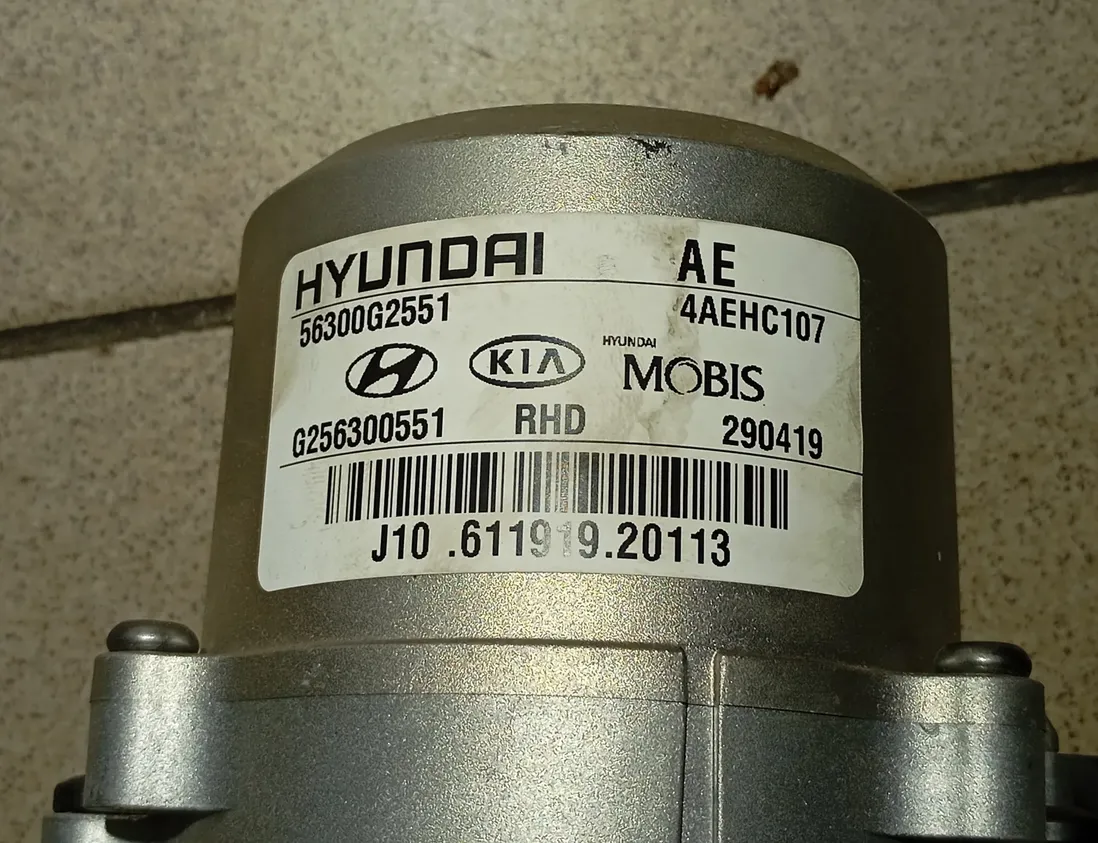 HYUNDAI AE
56300G2551 4AEHC107
KIA HYUNDAI MOBIS
G256300551 RHD 290419
J10 .611919.20113